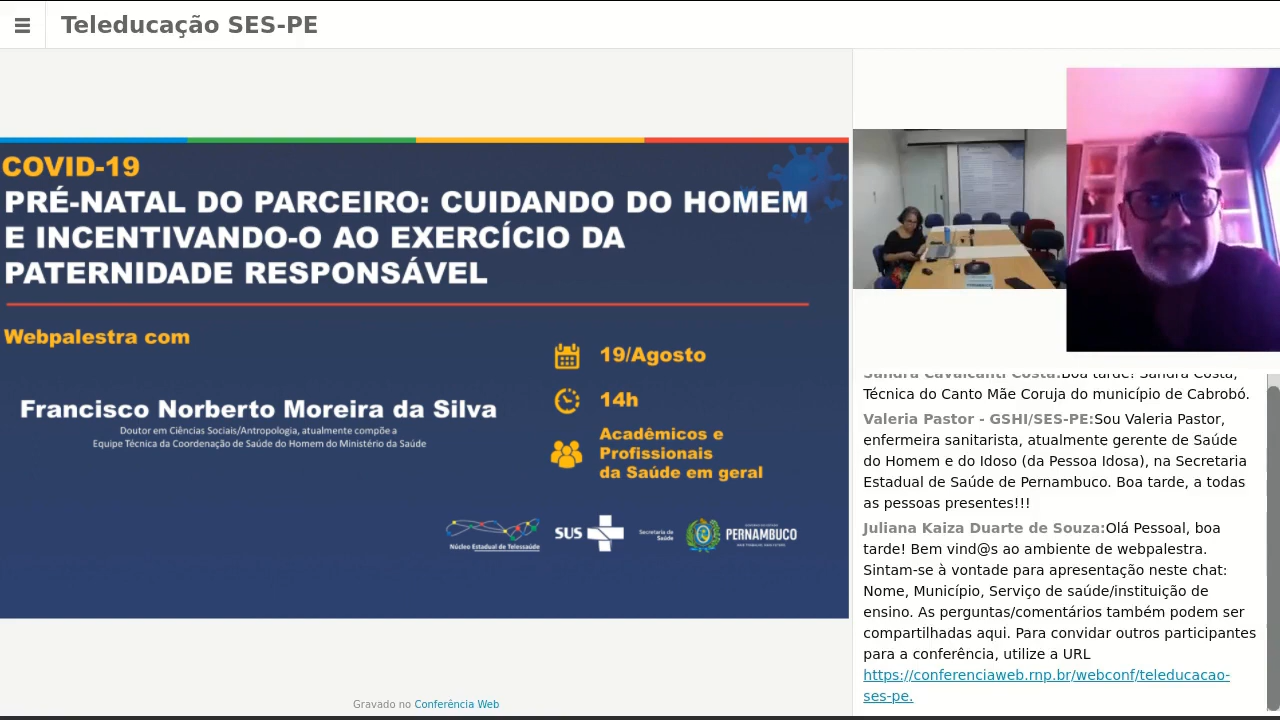 Teleducação SES-PE
COVID-19
PRÉ-NATAL DO PARCEIRO: CUIDANDO DO HOMEM
E INCENTIVANDO-O AO EXERCÍCIO DA
PATERNIDADE RESPONSÁVEL
Webpalestra com
Francisco Norberto Moreira da Silva
Doutor em Ciências Sociais/Antropologia, atualmente compõe a
Equipe Técnica da Coordenação de Saúde do Homem do Ministério da Saúde
19/Agosto
14h
Acadêmicos e
Profissionais
da Saúde em geral
Núcleo Estadual de Telessaúde
SUS
Secretaria de
Saúde
PERNAMBUCO
Gravado no Conferência Web
Sandra Cavalcanti Costa:Boa tarde! Sandra Costa,
Técnica do Canto Mãe Coruja do município de Cabrobó.
Valeria Pastor - GSHI/SES-PE:Sou Valeria Pastor,
enfermeira sanitarista, atualmente gerente de Saúde
do Homem e do Idoso (da Pessoa Idosa), na Secretaria
Estadual de Saúde de Pernambuco. Boa tarde, a todas
as pessoas presentes!!!
Juliana Kaiza Duarte de Souza:Olá Pessoal, boa
tarde! Bem vind@s ao ambiente de webpalestra.
Sintam-se à vontade para apresentação neste chat:
Nome, Município, Serviço de saúde/instituição de
ensino. As perguntas/comentários também podem ser
compartilhadas aqui. Para convidar outros participantes
para a conferência, utilize a URL
https://conferenciaweb.rnp.br/webconf/teleducacao-
ses-pe.